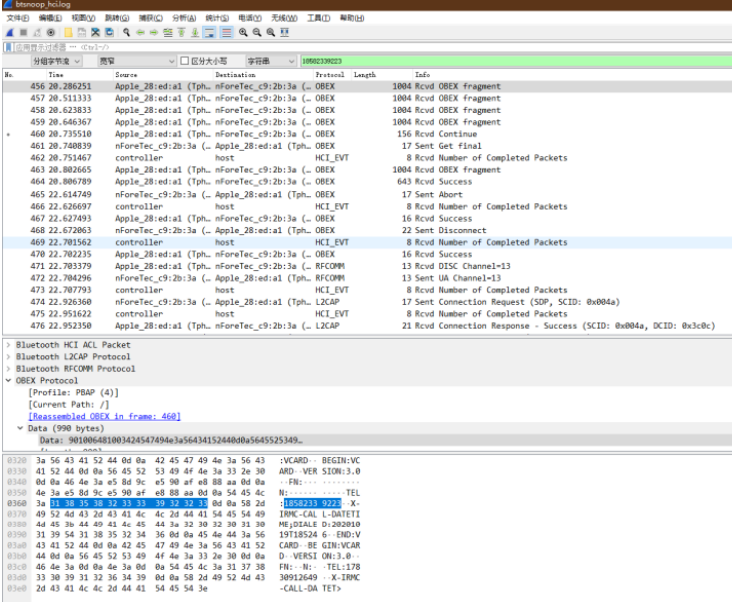 btsnoop_hci.log
文件(F) 编辑(E) 视图(V) 跳转(G) 捕获(C) 分析(A) 统计(S) 电话(Y) 无线(W) 工具(T) 帮助(H)
应用显示过滤器 … <Ctrl-/>
分组字节流 宽窄 区分大小写 字符串 18582339223
No. Time Source Destination Protocol Length Info
456 20.286251 Apple_28:ed:a1 (Tph… nForeTec_c9:2b:3a (… OBEX 1004 Rcvd OBEX fragment
457 20.511333 Apple_28:ed:a1 (Tph… nForeTec_c9:2b:3a (… OBEX 1004 Rcvd OBEX fragment
458 20.623833 Apple_28:ed:a1 (Tph… nForeTec_c9:2b:3a (… OBEX 1004 Rcvd OBEX fragment
459 20.646367 Apple_28:ed:a1 (Tph… nForeTec_c9:2b:3a (… OBEX 1004 Rcvd OBEX fragment
460 20.735510 Apple_28:ed:a1 (Tph… nForeTec_c9:2b:3a (… OBEX 156 Rcvd Continue
461 20.740839 nForeTec_c9:2b:3a (… Apple_28:ed:a1 (Tph… OBEX 17 Sent Get final
462 20.751467 controller host HCI_EVT 8 Rcvd Number of Completed Packets
463 20.802665 Apple_28:ed:a1 (Tph… nForeTec_c9:2b:3a (… OBEX 1004 Rcvd OBEX fragment
464 20.806789 Apple_28:ed:a1 (Tph… nForeTec_c9:2b:3a (… OBEX 643 Rcvd Success
465 22.614749 nForeTec_c9:2b:3a (… Apple_28:ed:a1 (Tph… OBEX 17 Sent Abort
466 22.626697 controller host HCI_EVT 8 Rcvd Number of Completed Packets
467 22.627493 Apple_28:ed:a1 (Tph… nForeTec_c9:2b:3a (… OBEX 16 Rcvd Success
468 22.672063 nForeTec_c9:2b:3a (… Apple_28:ed:a1 (Tph… OBEX 22 Sent Disconnect
469 22.701562 controller host HCI_EVT 8 Rcvd Number of Completed Packets
470 22.702235 Apple_28:ed:a1 (Tph… nForeTec_c9:2b:3a (… OBEX 16 Rcvd Success
471 22.703379 Apple_28:ed:a1 (Tph… nForeTec_c9:2b:3a (… RFCOMM 13 Rcvd DISC Channel=13
472 22.704296 nForeTec_c9:2b:3a (… Apple_28:ed:a1 (Tph… RFCOMM 13 Sent UA Channel=13
473 22.707793 controller host HCI_EVT 8 Rcvd Number of Completed Packets
474 22.926360 nForeTec_c9:2b:3a (… Apple_28:ed:a1 (Tph… L2CAP 17 Sent Connection Request (SDP, SCID: 0x004a)
475 22.951622 controller host HCI_EVT 8 Rcvd Number of Completed Packets
476 22.952350 Apple_28:ed:a1 (Tph… nForeTec_c9:2b:3a (… L2CAP 21 Rcvd Connection Response - Success (SCID: 0x004a, DCID: 0x3c0c)
Bluetooth HCI ACL Packet
Bluetooth L2CAP Protocol
Bluetooth RFCOMM Protocol
OBEX Protocol
[Profile: PBAP (4)]
[Current Path: /]
[Reassembled OBEX in frame: 460]
Data (990 bytes)
Data: 901006481003424547494e3a56434152440d0a5645525349…
0320 3a 56 43 41 52 44 0d 0a 42 45 47 49 4e 3a 56 43 :VCARD·· BEGIN:VC
0330 41 52 44 0d 0a 56 45 52 53 49 4f 4e 3a 33 2e 30 ARD··VER SION:3.0
0340 0d 0a 46 4e 3a e5 8d 9c e5 90 af e8 88 aa 0d 0a ··FN:··· ········
0350 4e 3a e5 8d 9c e5 90 af e8 88 aa 0d 0a 54 45 4c N:······ ·····TEL
0360 3a 31 38 35 38 32 33 33 39 32 32 33 0d 0a 58 2d :1858233 9223··X-
0370 49 52 4d 43 2d 43 41 4c 4c 2d 44 41 54 45 54 49 IRMC-CAL L-DATETI
0380 4d 45 3b 44 49 41 4c 45 44 3a 32 30 32 30 31 30 ME;DIALE D:202010
0390 31 39 54 31 38 35 32 34 36 0d 0a 45 4e 44 3a 56 19T18524 6··END:V
03a0 43 41 52 44 0d 0a 42 45 47 49 4e 3a 56 43 41 52 CARD··BE GIN:VCAR
03b0 44 0d 0a 56 45 52 53 49 4f 4e 3a 33 2e 30 0d 0a D··VERSI ON:3.0··
03c0 46 4e 3a 0d 0a 4e 3a 0d 0a 54 45 4c 3a 31 37 38 FN:··N:· ·TEL:178
03d0 33 30 39 31 32 36 34 39 0d 0a 58 2d 49 52 4d 43 30912649 ··X-IRMC
03e0 2d 43 41 4c 4c 2d 44 41 54 45 54 3e -CALL-DA TET>